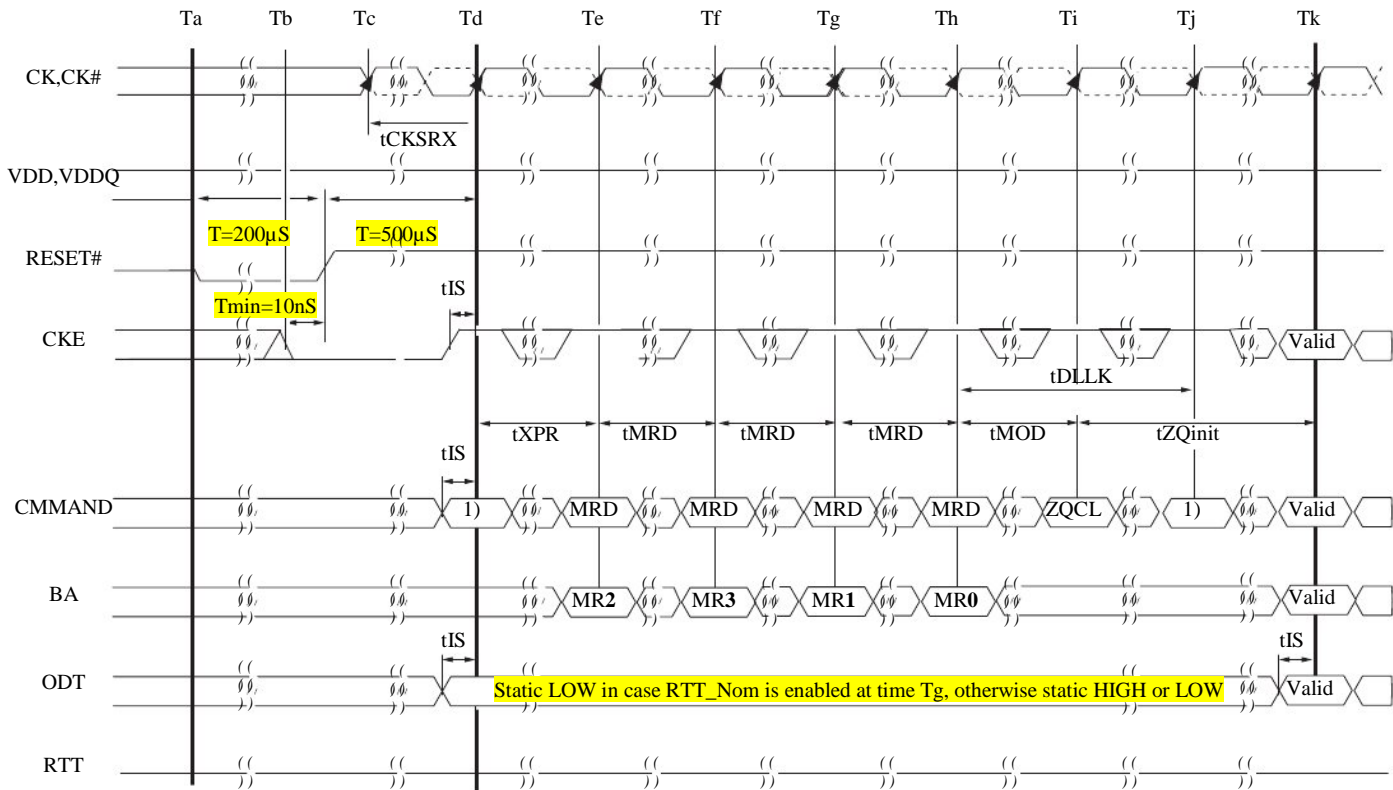 Ta Tb Tc Td Te Tf Tg Th Ti Tj Tk
CK,CK#
tCKSRX
VDD,VDDQ
T=200µS T=500µS
RESET#
Tmin=10nS tIS
CKE Valid
tDLLK
tXPR tMRD tMRD tMRD tMOD tZQinit
tIS
CMMAND 1) MRD MRD MRD MRD ZQCL 1) Valid
BA MR2 MR3 MR1 MR0 Valid
tIS tIS
ODT Static LOW in case RTT_Nom is enabled at time Tg, otherwise static HIGH or LOW Valid
RTT